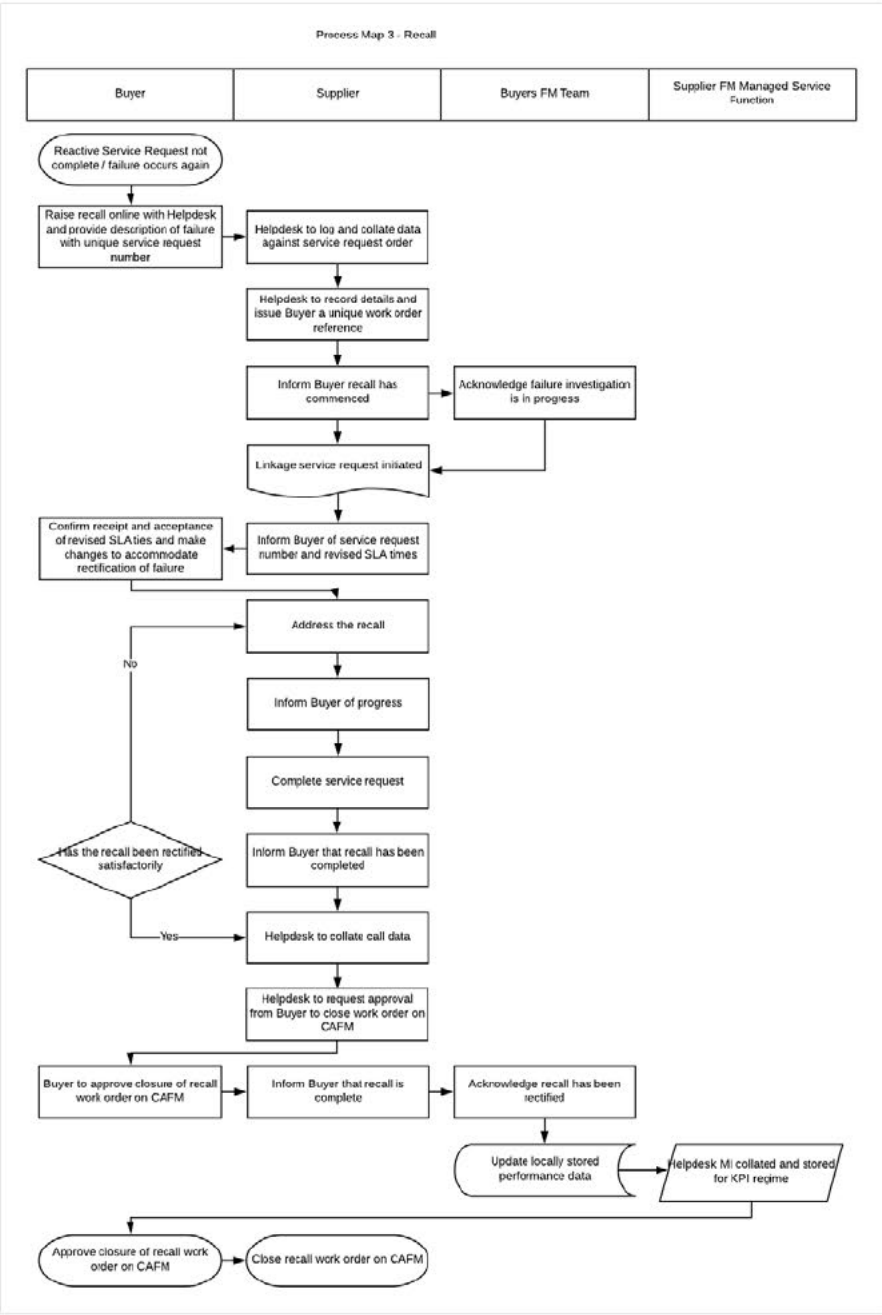 Process Map 3 - Recall
Buyer
Supplier
Buyers FM Team
Supplier FM Managed Service
Function
Reactive Service Request not
complete / failure occurs again
Raise recall online with Helpdesk
and provide description of failure
with unique service request
number
Helpdesk to log and collate data
against service request order
Helpdesk to record details and
issue Buyer a unique work order
reference
Inform Buyer recall has
commenced
Acknowledge failure investigation
is in progress
Linkage service request initiated
Confirm receipt and acceptance
of revised SLA ties and make
changes to accommodate
rectification of failure
Inform Buyer of service request
number and revised SLA times
Address the recall
No
Inform Buyer of progress
Complete service request
Has the recall been rectified
satisfactorily
Inform Buyer that recall has been
completed
Yes
Helpdesk to collate call data
Helpdesk to request approval
from Buyer to close work order on
CAFM
Buyer to approve closure of recall
work order on CAFM
Inform Buyer that recall is
complete
Acknowledge recall has been
rectified
Update locally stored
performance data
Helpdesk MI collated and stored
for KPI regime
Approve closure of recall work
order on CAFM
Close recall work order on CAFM